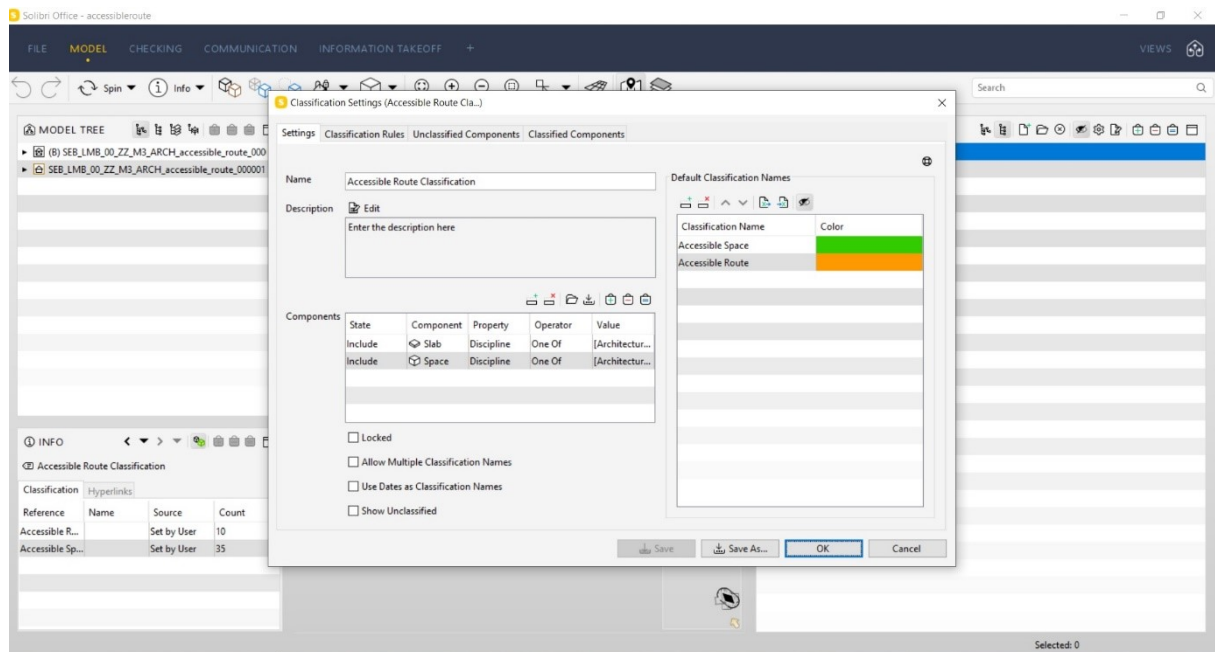 Solibri Office - accessibleroute
FILE MODEL CHECKING COMMUNICATION INFORMATION TAKEOFF + VIEWS
Spin Info Search
Classification Settings (Accessible Route Cla...)
MODEL TREE
(B) SEB_LMB_00_ZZ_M3_ARCH_accessible_route_000
SEB_LMB_00_ZZ_M3_ARCH_accessible_route_000001
Settings Classification Rules Unclassified Components Classified Components
Name Accessible Route Classification
Description Edit
Enter the description here
Default Classification Names
Classification Name Color
Accessible Space
Accessible Route
Components
State Component Property Operator Value
Include Slab Discipline One Of [Architectur...
Include Space Discipline One Of [Architectur...
Locked
Allow Multiple Classification Names
Use Dates as Classification Names
Show Unclassified
Save Save As... OK Cancel
INFO
Accessible Route Classification
Classification Hyperlinks
Reference Name Source Count
Accessible R... Set by User 10
Accessible Sp... Set by User 35
Selected: 0